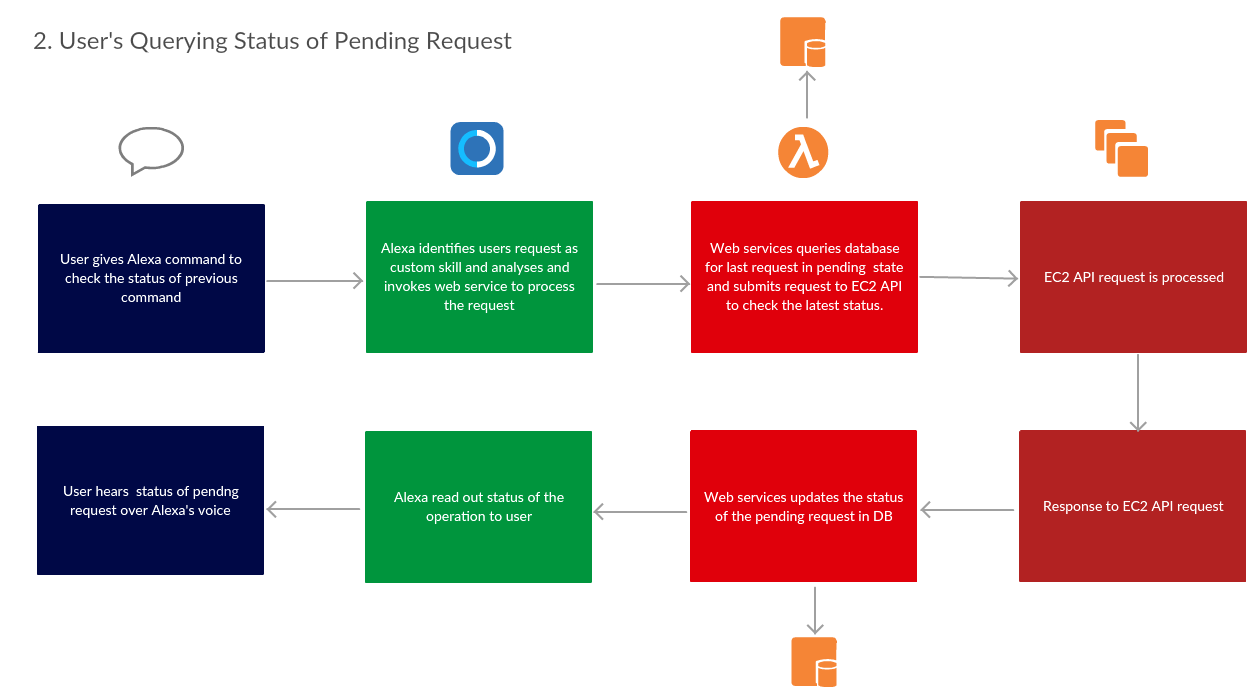 2. User's Querying Status of Pending Request
User gives Alexa command to
check the status of previous
command
Alexa identifies users request as
custom skill and analyses and
invokes web service to process
the request
Web services queries database
for last request in pending  state
and submits request to EC2 API
to check the latest status.
EC2 API request is processed
User hears  status of pendng
request over Alexa's voice
Alexa read out status of the
operation to user
Web services updates the status
of the pending request in DB
Response to EC2 API request